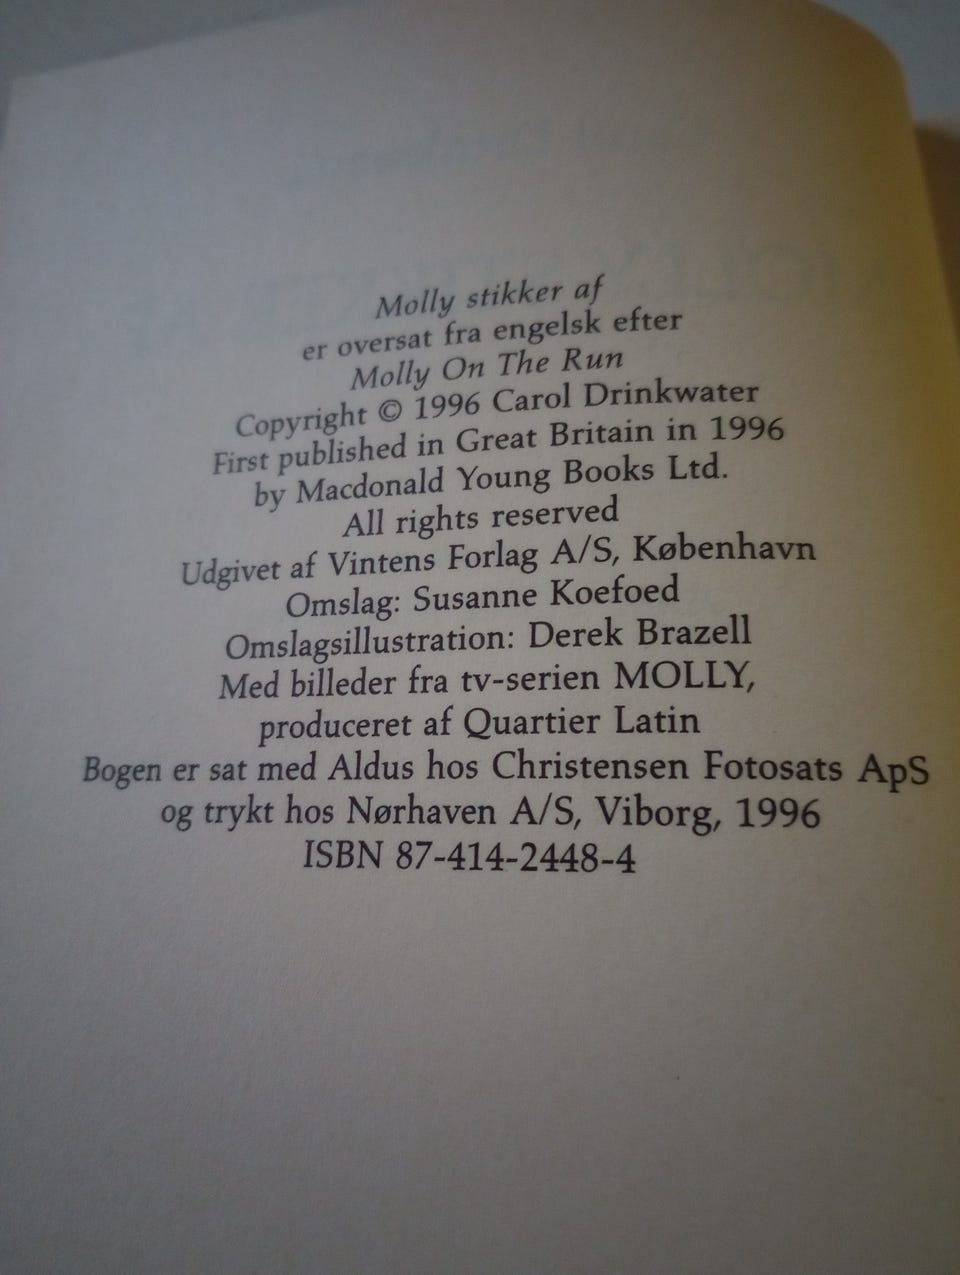 Molly stikker af
er oversat fra engelsk efter
Molly On The Run
Copyright © 1996 Carol Drinkwater
First published in Great Britain in 1996
by Macdonald Young Books Ltd.
All rights reserved
Udgivet af Vintens Forlag A/S, København
Omslag: Susanne Koefoed
Omslagsillustration: Derek Brazell
Med billeder fra tv-serien MOLLY,
produceret af Quartier Latin
Bogen er sat med Aldus hos Christensen Fotosats ApS
og trykt hos Nørhaven A/S, Viborg, 1996
ISBN 87-414-2448-4